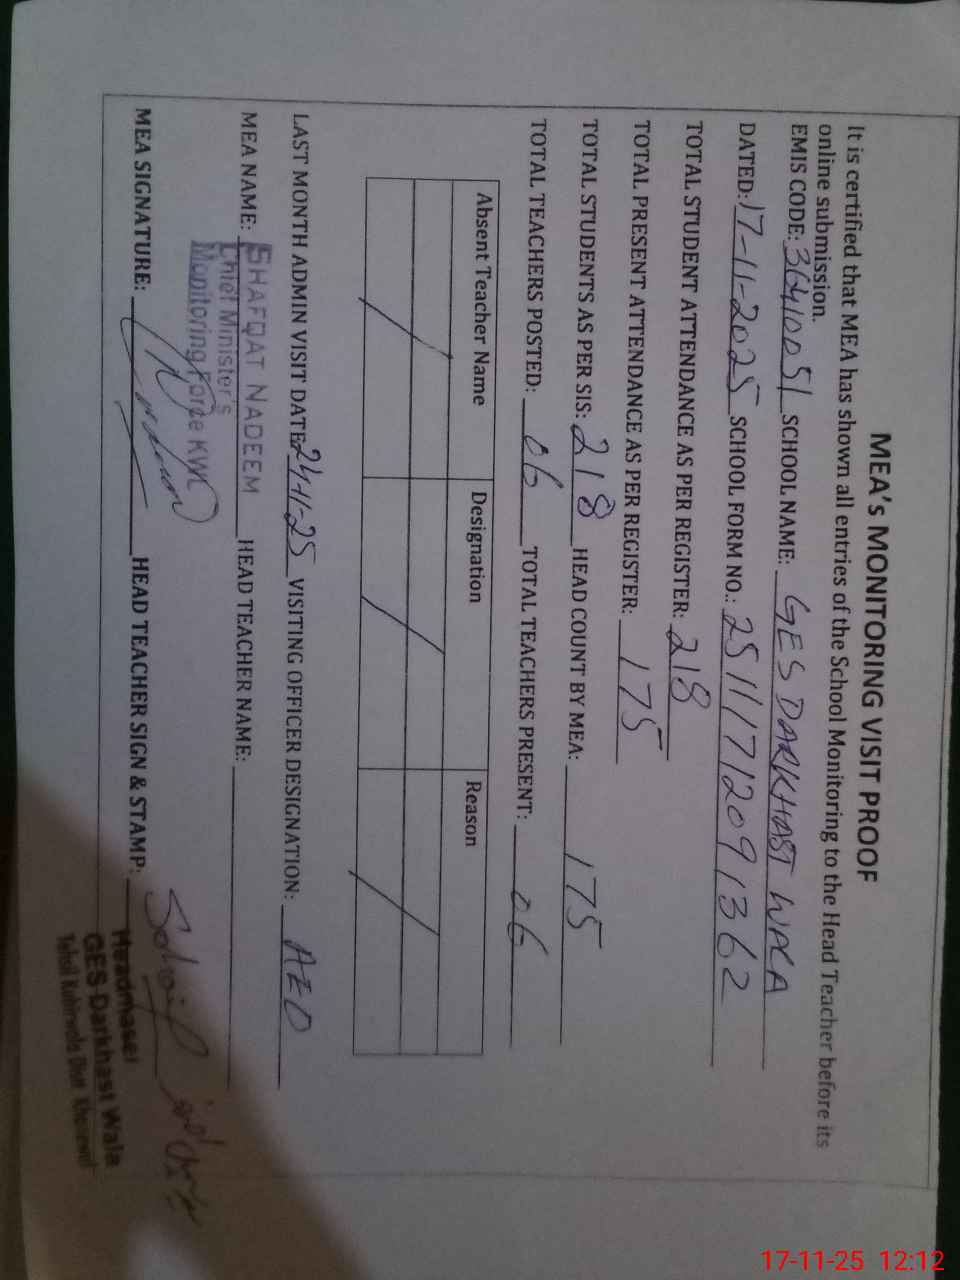 MEA's MONITORING VISIT PROOF
It is certified that MEA has shown all entries of the School Monitoring to the Head Teacher before its
online submission.
EMIS CODE: 36410051 SCHOOL NAME: GES DARKHAST WALA
DATED: 17-11-2025 SCHOOL FORM NO.: 25111712091362
TOTAL STUDENT ATTENDANCE AS PER REGISTER: 218
TOTAL PRESENT ATTENDANCE AS PER REGISTER: 175
TOTAL STUDENTS AS PER SIS: 218 HEAD COUNT BY MEA: 175
TOTAL TEACHERS POSTED: 06 TOTAL TEACHERS PRESENT: 06
Absent Teacher Name Designation Reason
LAST MONTH ADMIN VISIT DATE: VISITING OFFICER DESIGNATION: AEO
MEA NAME: SHAFQAT NADEEM HEAD TEACHER NAME:
Chief Minister's
Monitoring Force KWL
MEA SIGNATURE: HEAD TEACHER SIGN & STAMP:
Headmaster
GES Darkhast Wala
17-11-25 12:12